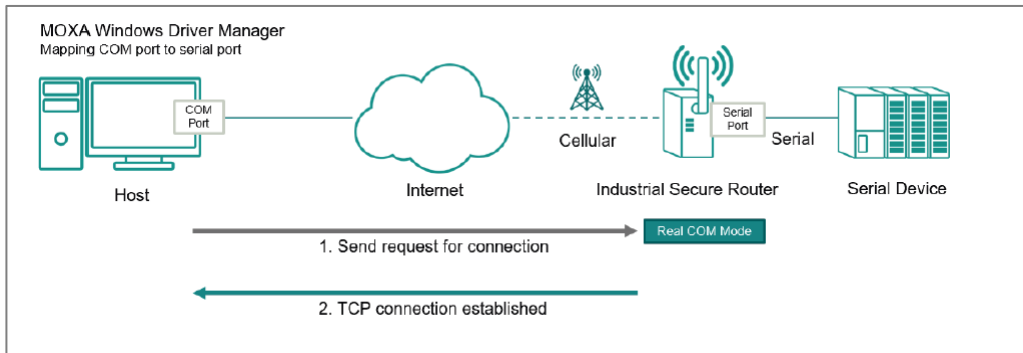 MOXA Windows Driver Manager
Mapping COM port to serial port
COM
Port
Serial
Port
Cellular
Serial
Host
Internet
Industrial Secure Router
Serial Device
1. Send request for connection
Real COM Mode
2. TCP connection established